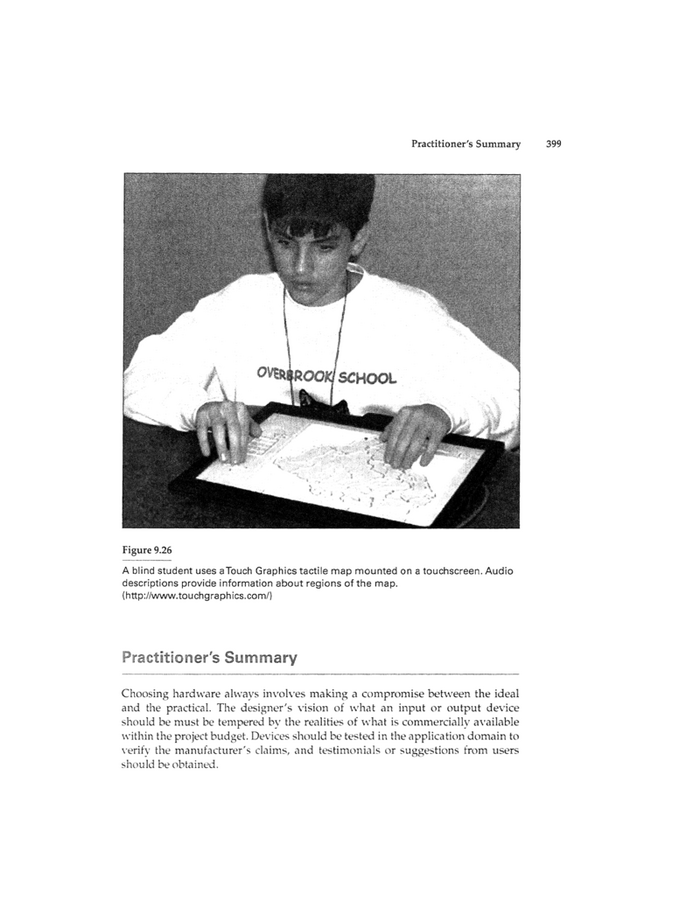 Practitioner's Summary 399
OVERBROOK SCHOOL
Figure 9.26
A blind student uses a Touch Graphics tactile map mounted on a touchscreen. Audio
descriptions provide information about regions of the map.
(http://www.touchgraphics.com/)
Practitioner's Summary
Choosing hardware always involves making a compromise between the ideal
and the practical. The designer's vision of what an input or output device
should be must be tempered by the realities of what is commercially available
within the project budget. Devices should be tested in the application domain to
verify the manufacturer's claims, and testimonials or suggestions from users
should be obtained.